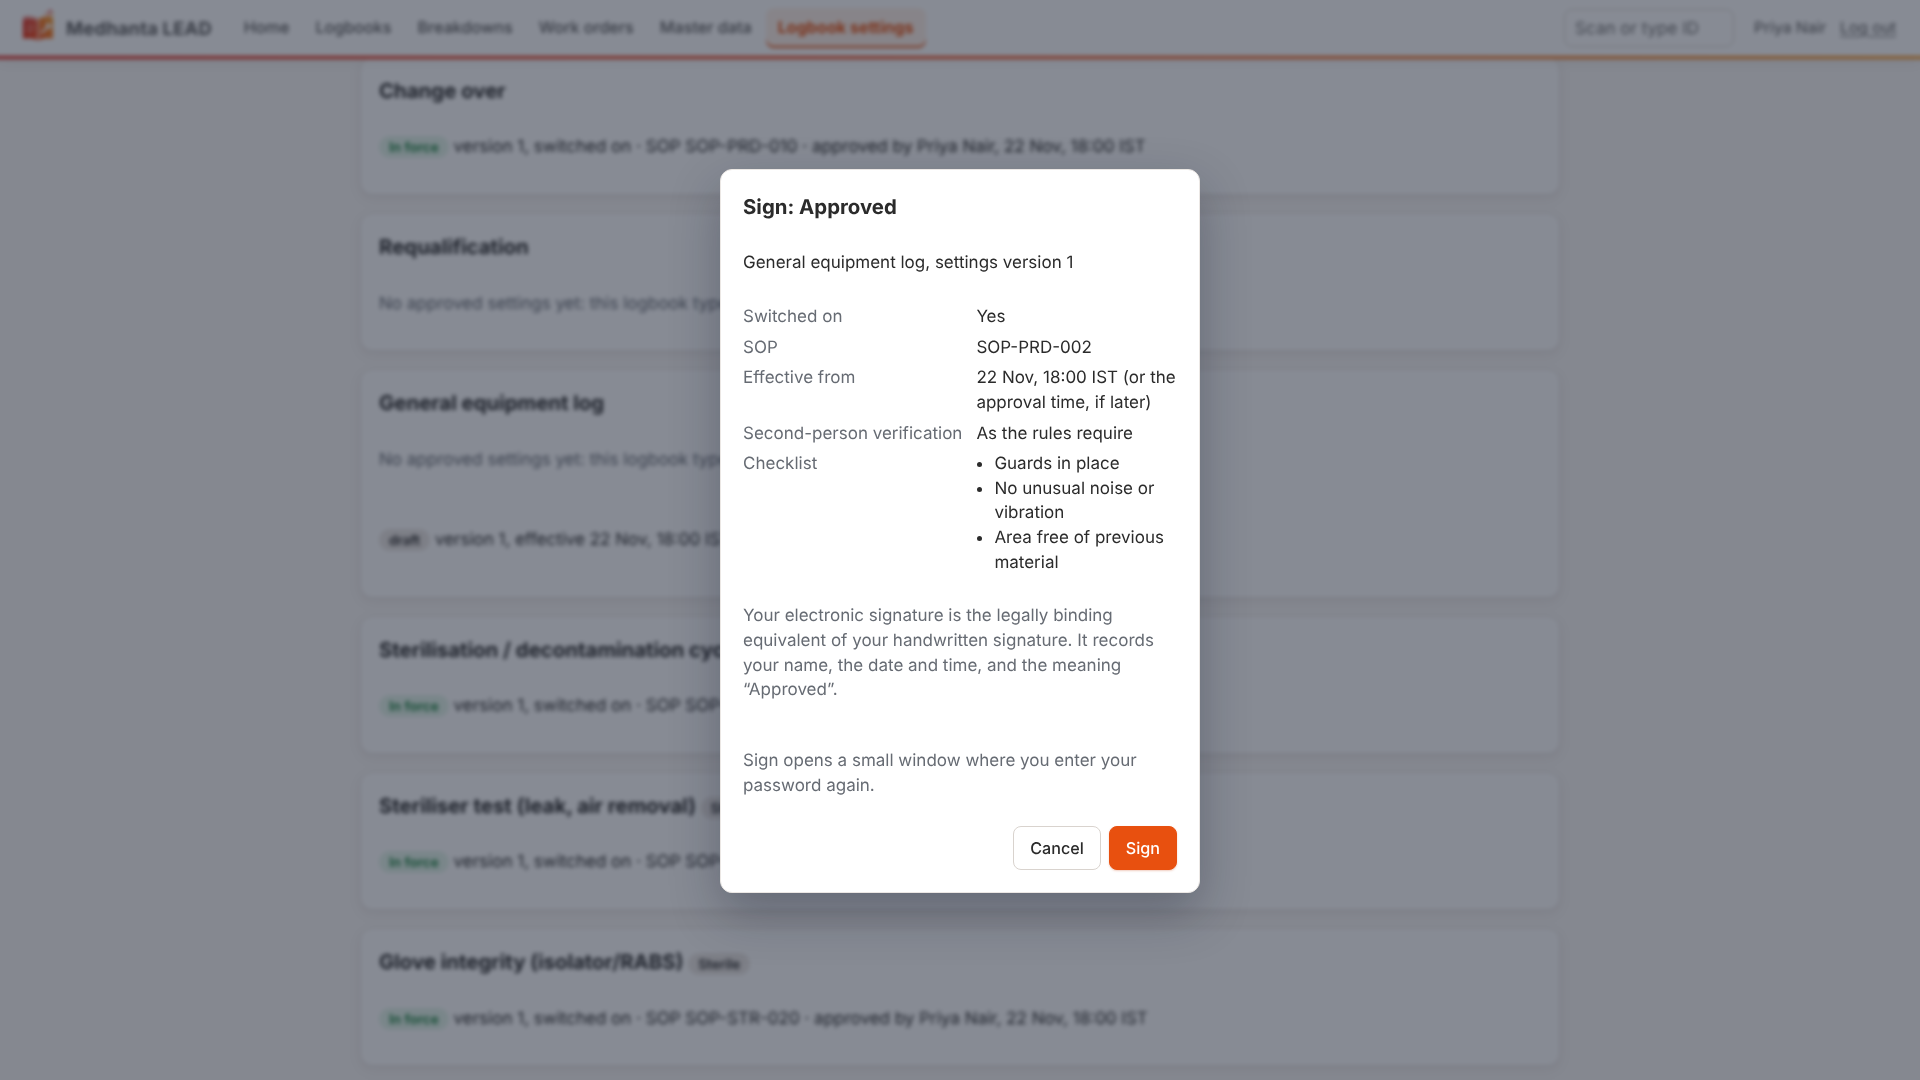 Medhanta LEAD
Home
Logbooks
Breakdowns
Work orders
Master data
Logbook settings
Scan or type ID
Priya Nair
Log out
Change over
In force version 1, switched on · SOP SOP-PRD-010 · approved by Priya Nair, 22 Nov, 18:00 IST
Requalification
No approved settings yet: this logbook
General equipment log
No approved settings yet: this logbook
draft version 1, effective 22 Nov, 18:00
Sterilisation / decontamination
In force version 1, switched on · SOP
Steriliser test (leak, air removal)
In force version 1, switched on · SOP
Glove integrity (isolator/RABS) Sterile
In force version 1, switched on · SOP SOP-STR-020 · approved by Priya Nair, 22 Nov, 18:00 IST
Sign: Approved
General equipment log, settings version 1
Switched on Yes
SOP SOP-PRD-002
Effective from 22 Nov, 18:00 IST (or the
approval time, if later)
Second-person verification As the rules require
Checklist
• Guards in place
• No unusual noise or
vibration
• Area free of previous
material
Your electronic signature is the legally binding
equivalent of your handwritten signature. It records
your name, the date and time, and the meaning
“Approved”.
Sign opens a small window where you enter your
password again.
Cancel
Sign